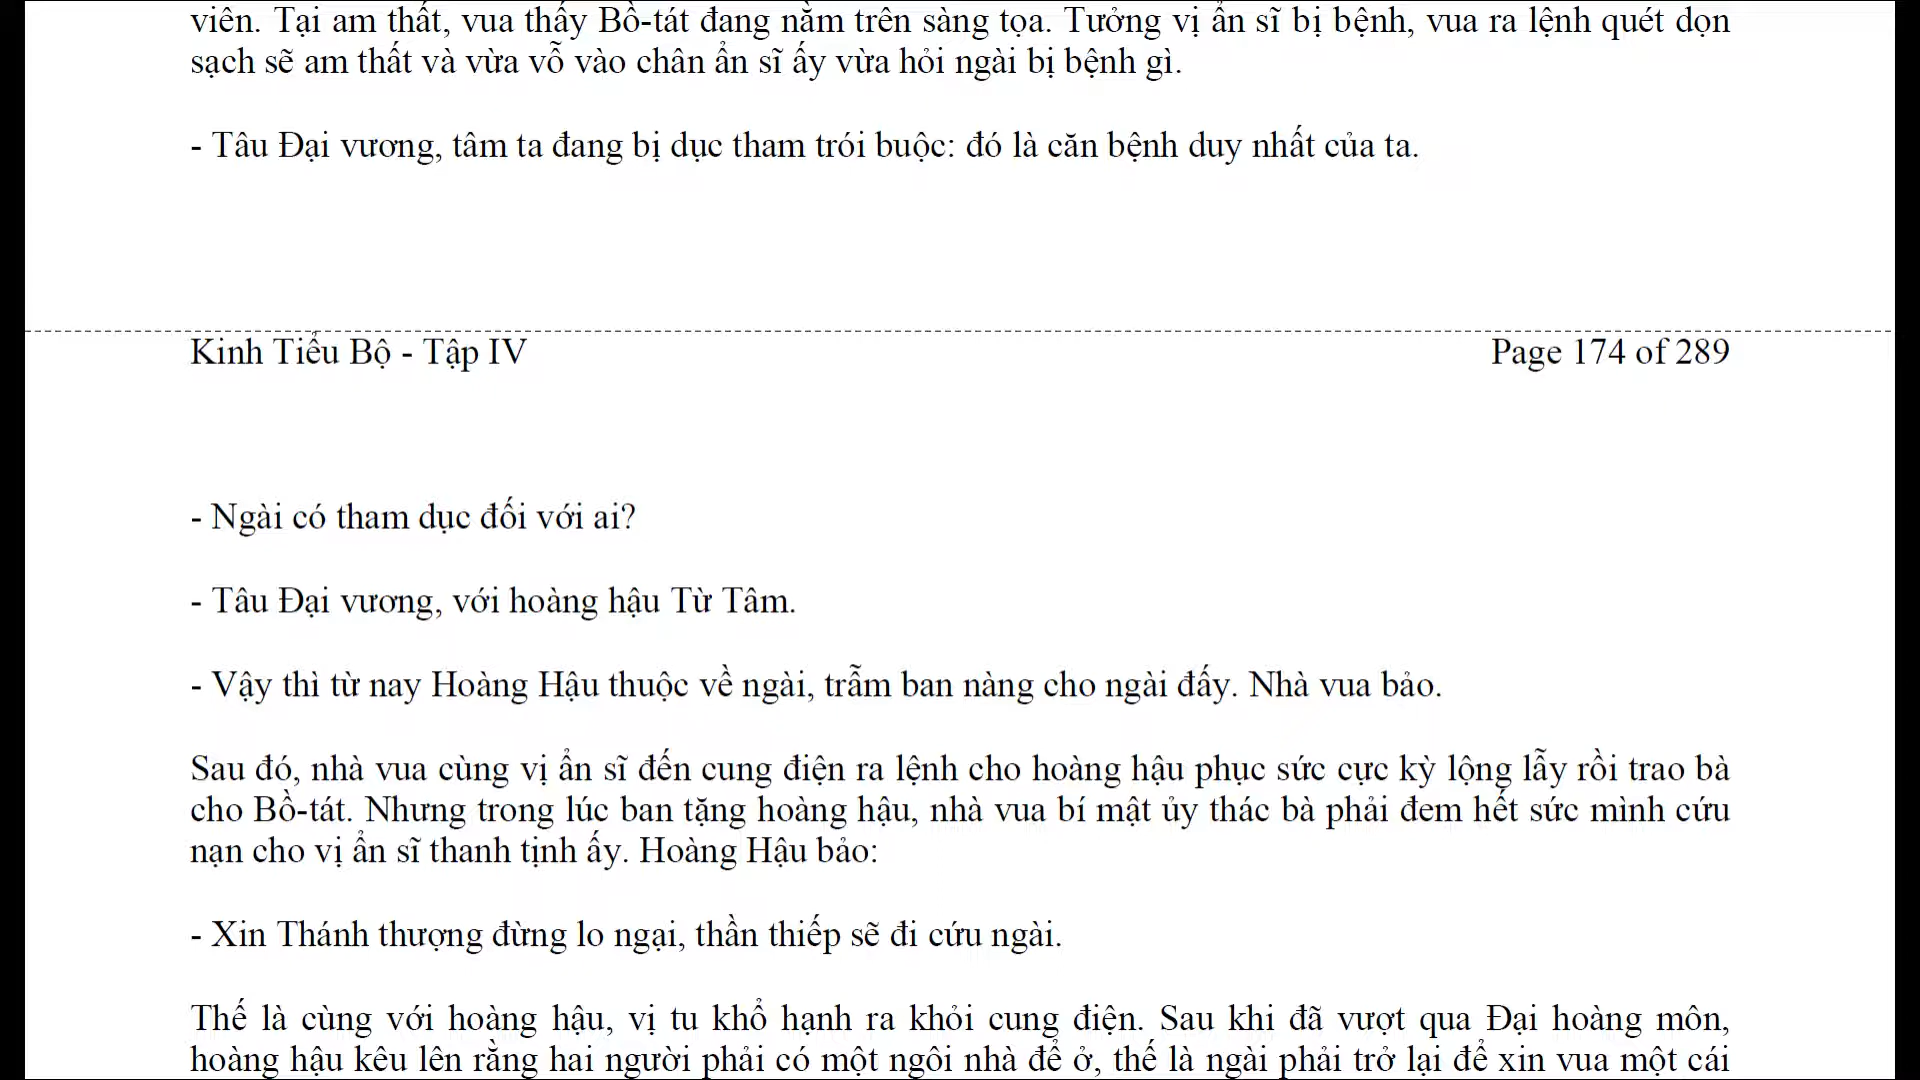 viên. Tại am thất, vua thấy Bồ-tát đang nằm trên sàng tọa. Tưởng vị ẩn sĩ bị bệnh, vua ra lệnh quét dọn
sạch sẽ am thất và vừa vỗ vào chân ẩn sĩ ấy vừa hỏi ngài bị bệnh gì.
- Tâu Đại vương, tâm ta đang bị dục tham trói buộc: đó là căn bệnh duy nhất của ta.
Kinh Tiểu Bộ - Tập IV Page 174 of 289
- Ngài có tham dục đối với ai?
- Tâu Đại vương, với hoàng hậu Từ Tâm.
- Vậy thì từ nay Hoàng Hậu thuộc về ngài, trẫm ban nàng cho ngài đấy. Nhà vua bảo.
Sau đó, nhà vua cùng vị ẩn sĩ đến cung điện ra lệnh cho hoàng hậu phục sức cực kỳ lộng lẫy rồi trao bà
cho Bồ-tát. Nhưng trong lúc ban tặng hoàng hậu, nhà vua bí mật ủy thác bà phải đem hết sức mình cứu
nạn cho vị ẩn sĩ thanh tịnh ấy. Hoàng Hậu bảo:
- Xin Thánh thượng đừng lo ngại, thần thiếp sẽ đi cứu ngài.
Thế là cùng với hoàng hậu, vị tu khổ hạnh ra khỏi cung điện. Sau khi đã vượt qua Đại hoàng môn,
hoàng hậu kêu lên rằng hai người phải có một ngôi nhà để ở, thế là ngài phải trở lại để xin vua một cái